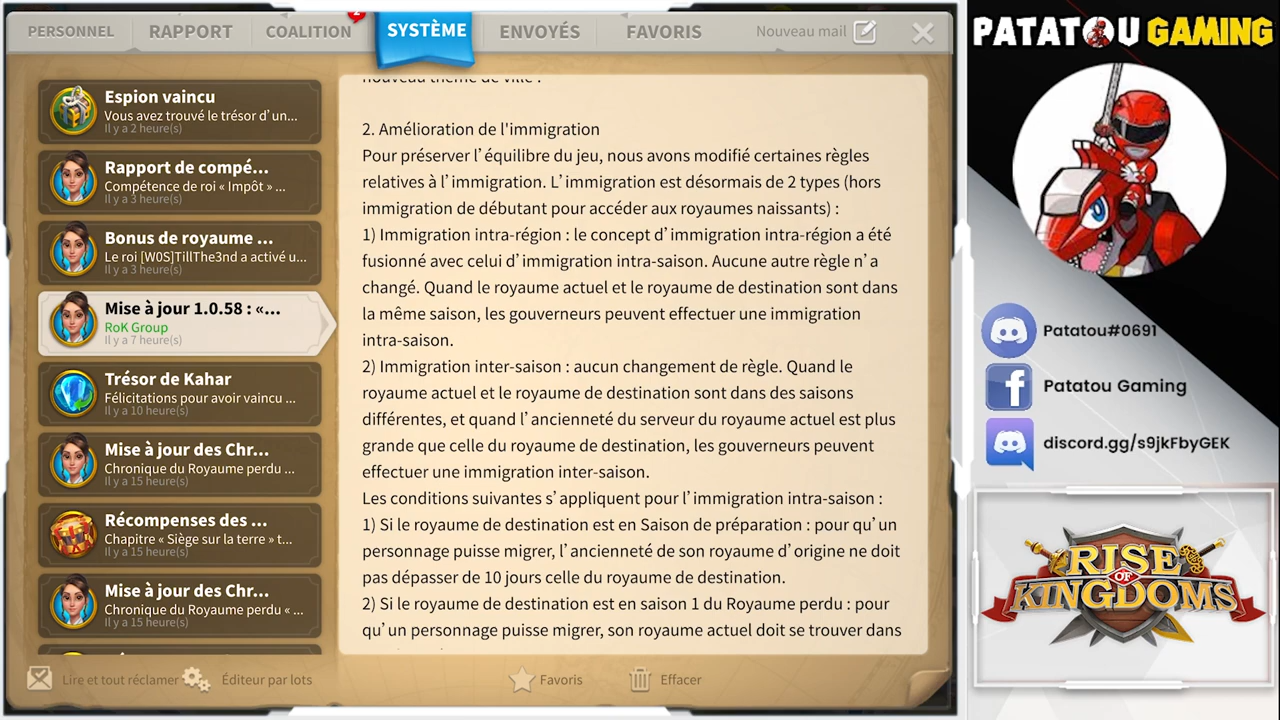 PERSONNEL
RAPPORT
COALITION
2
SYSTÈME
ENVOYÉS
FAVORIS
Nouveau mail
Espion vaincu
Vous avez trouvé le trésor d'un...
Il y a 2 heure(s)
Rapport de compé...
Compétence de roi « Impôt » ...
Il y a 3 heure(s)
Bonus de royaume ...
Le roi [W0S]TillThe3nd a activé u...
Il y a 3 heure(s)
Mise à jour 1.0.58 : «...
RoK Group
Il y a 7 heure(s)
Trésor de Kahar
Félicitations pour avoir vaincu ...
Il y a 10 heure(s)
Mise à jour des Chr...
Chronique du Royaume perdu ...
Il y a 15 heure(s)
Récompenses des ...
Chapitre « Siège sur la terre » t...
Il y a 15 heure(s)
Mise à jour des Chr...
Chronique du Royaume perdu « ...
Il y a 15 heure(s)
nouveau thème de ville :
2. Amélioration de l'immigration
Pour préserver l'équilibre du jeu, nous avons modifié certaines règles
relatives à l'immigration. L'immigration est désormais de 2 types (hors
immigration de débutant pour accéder aux royaumes naissants) :
1) Immigration intra-région : le concept d'immigration intra-région a été
fusionné avec celui d'immigration intra-saison. Aucune autre règle n'a
changé. Quand le royaume actuel et le royaume de destination sont dans
la même saison, les gouverneurs peuvent effectuer une immigration
intra-saison.
2) Immigration inter-saison : aucun changement de règle. Quand le
royaume actuel et le royaume de destination sont dans des saisons
différentes, et quand l'ancienneté du serveur du royaume actuel est plus
grande que celle du royaume de destination, les gouverneurs peuvent
effectuer une immigration inter-saison.
Les conditions suivantes s'appliquent pour l'immigration intra-saison :
1) Si le royaume de destination est en Saison de préparation : pour qu'un
personnage puisse migrer, l'ancienneté de son royaume d'origine ne doit
pas dépasser de 10 jours celle du royaume de destination.
2) Si le royaume de destination est en saison 1 du Royaune perdu : pour
qu'un personnage puisse migrer, son royaume actuel doit se trouver dans
Lire et tout réclamer
Éditeur par lots
Favoris
Effacer
PATATOU GAMING
Patatou#0691
Patatou Gaming
discord.gg/s9jkFbyGEK
RISE
OF
KINGDOMS